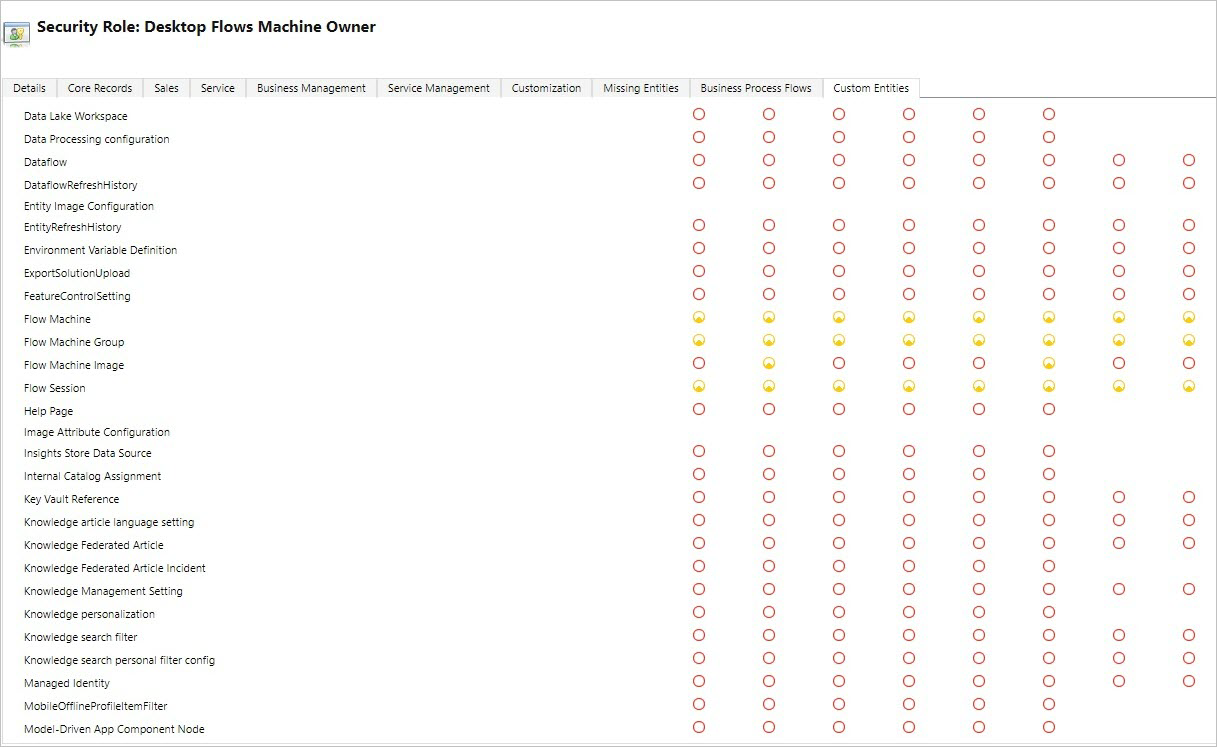 Security Role: Desktop Flows Machine Owner
Details Core Records Sales Service Business Management Service Management Customization Missing Entities Business Process Flows Custom Entities
Data Lake Workspace
Data Processing configuration
Dataflow
DataflowRefreshHistory
Entity Image Configuration
EntityRefreshHistory
Environment Variable Definition
ExportSolutionUpload
FeatureControlSetting
Flow Machine
Flow Machine Group
Flow Machine Image
Flow Session
Help Page
Image Attribute Configuration
Insights Store Data Source
Internal Catalog Assignment
Key Vault Reference
Knowledge article language setting
Knowledge Federated Article
Knowledge Federated Article Incident
Knowledge Management Setting
Knowledge personalization
Knowledge search filter
Knowledge search personal filter config
Managed Identity
MobileOfflineProfileItemFilter
Model-Driven App Component Node